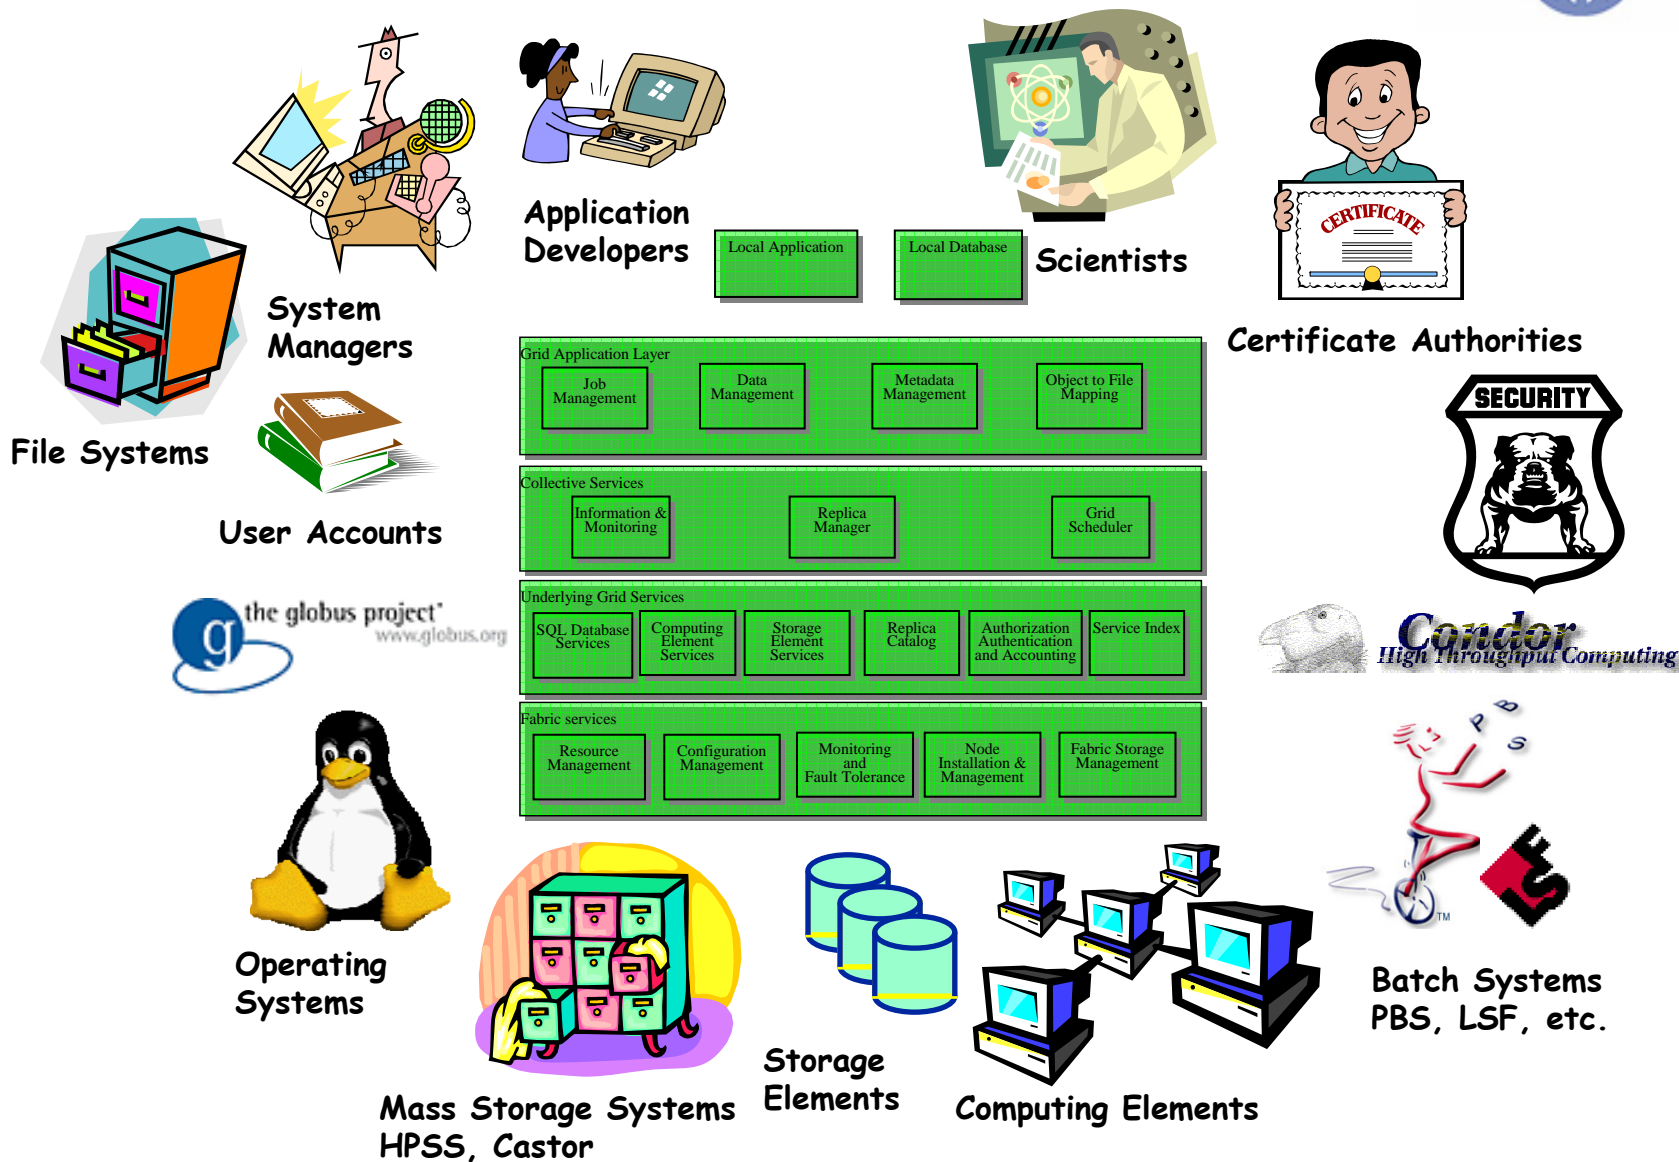 Application
Developers
Local Application
Local Database
Scientists
CERTIFICATE
System
Managers
Certificate Authorities
File Systems
User Accounts
SECURITY
Grid Application Layer
Job
Management
Data
Management
Metadata
Management
Object to File
Mapping
Collective Services
Information &
Monitoring
Replica
Manager
Grid
Scheduler
Underlying Grid Services
SQL Database
Services
Computing
Element
Services
Storage
Element
Services
Replica
Catalog
Authorization
Authentication
and Accounting
Service Index
Fabric services
Resource
Management
Configuration
Management
Monitoring
and
Fault Tolerance
Node
Installation &
Management
Fabric Storage
Management
g
the globus project™
www.globus.org
Condor
High Throughput Computing
P B S
TM
LSF
Operating
Systems
Mass Storage Systems
HPSS, Castor
Storage
Elements
Computing Elements
Batch Systems
PBS, LSF, etc.